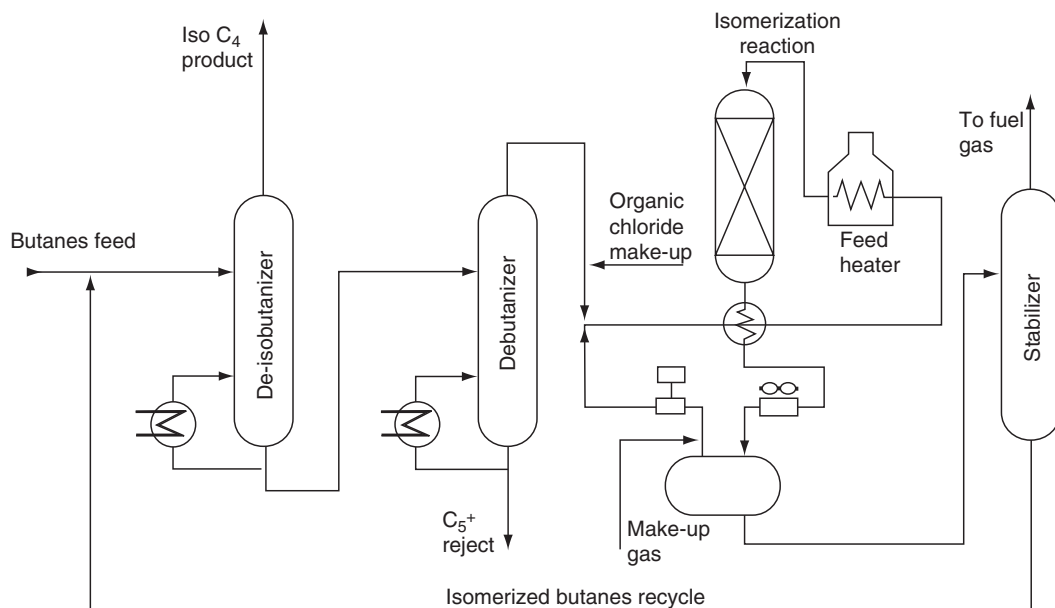 Iso C₄
product
Isomerization
reaction
To fuel
gas
Organic
chloride
make-up
Butanes feed
Feed
heater
De-isobutanizer
Debutanizer
Stabilizer
C₅⁺
reject
Make-up
gas
Isomerized butanes recycle